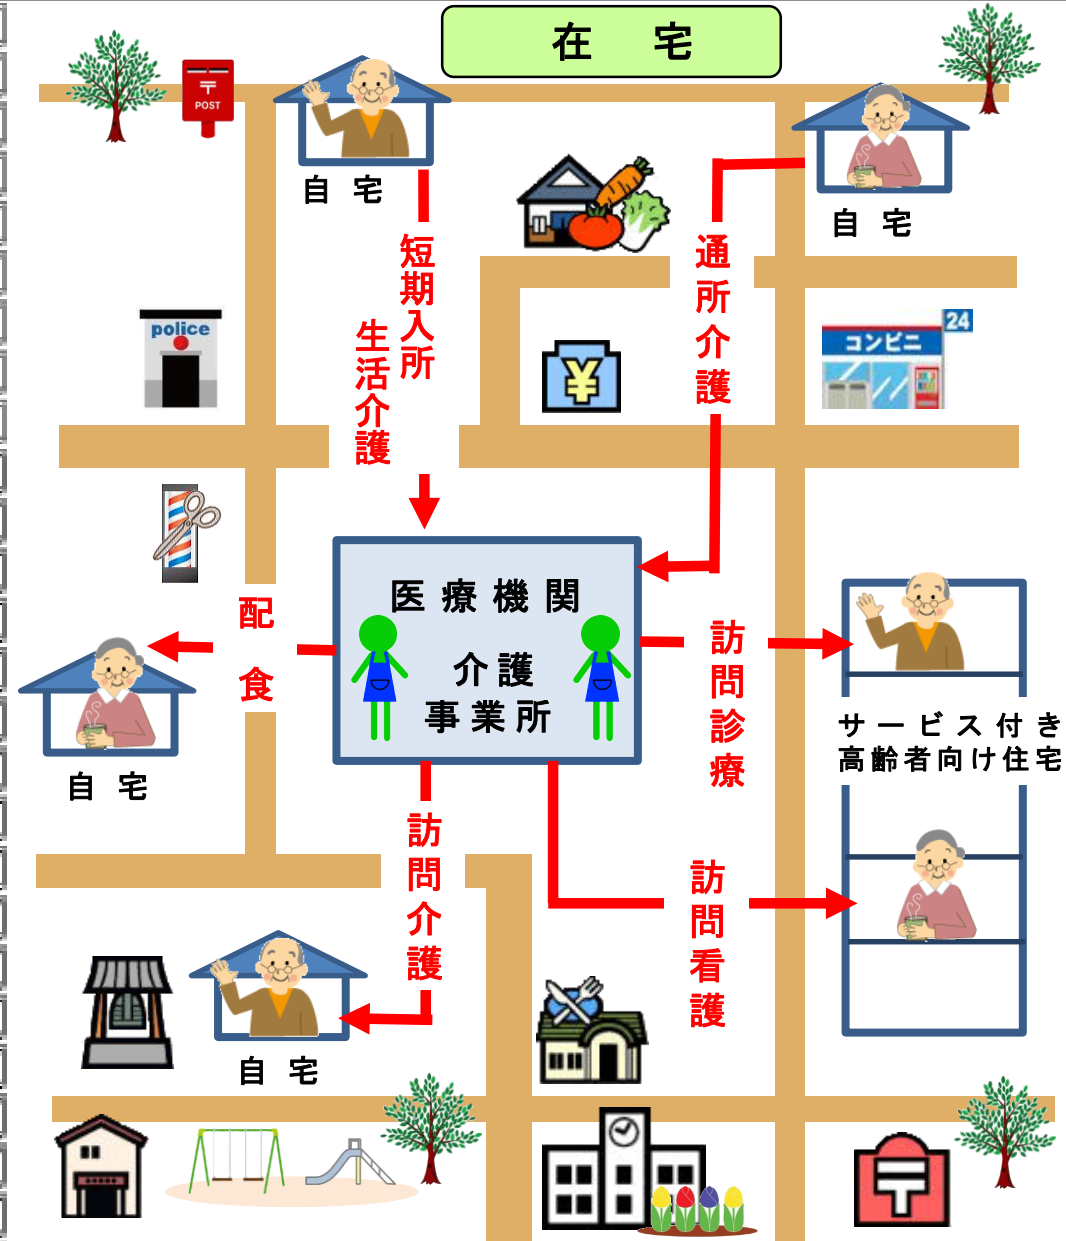 在宅
POST
自宅
自宅
短期入所
生活介護
通所介護
police
24
コンビニ
医療機関
介護
事業所
配食
訪問診療
自宅
サービス付き
高齢者向け住宅
訪問介護
訪問看護
自宅